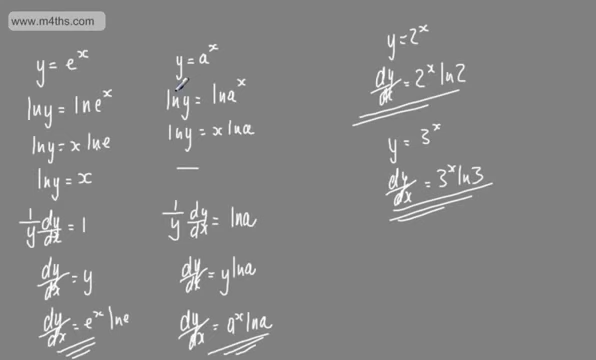 www.m4ths.com
y = e^x
ln y = ln e^x
ln y = x ln e
ln y = x
1/y dy/dx = 1
dy/dx = y
dy/dx = e^x ln e
y = a^x
ln y = ln a^x
ln y = x ln a
—
1/y dy/dx = ln a
dy/dx = y ln a
dy/dx = a^x ln a
y = 2^x
dy/dx = 2^x ln 2
y = 3^x
dy/dx = 3^x ln 3